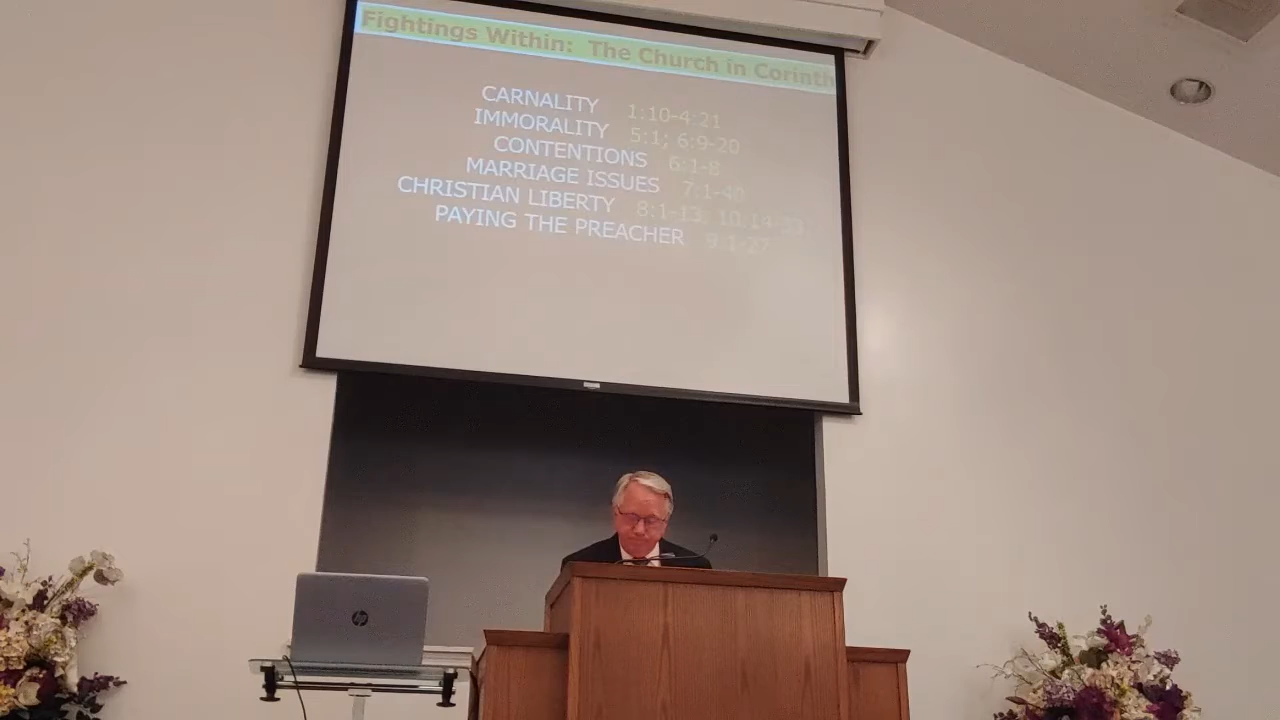 Fightings Within: The Church in Corinth
CARNALITY 1:10-4:21
IMMORALITY 5:1; 6:9-20
CONTENTIONS 6:1-8
MARRIAGE ISSUES 7:1-40
CHRISTIAN LIBERTY 8:1-13; 10:14-33
PAYING THE PREACHER 9:1-27
hp